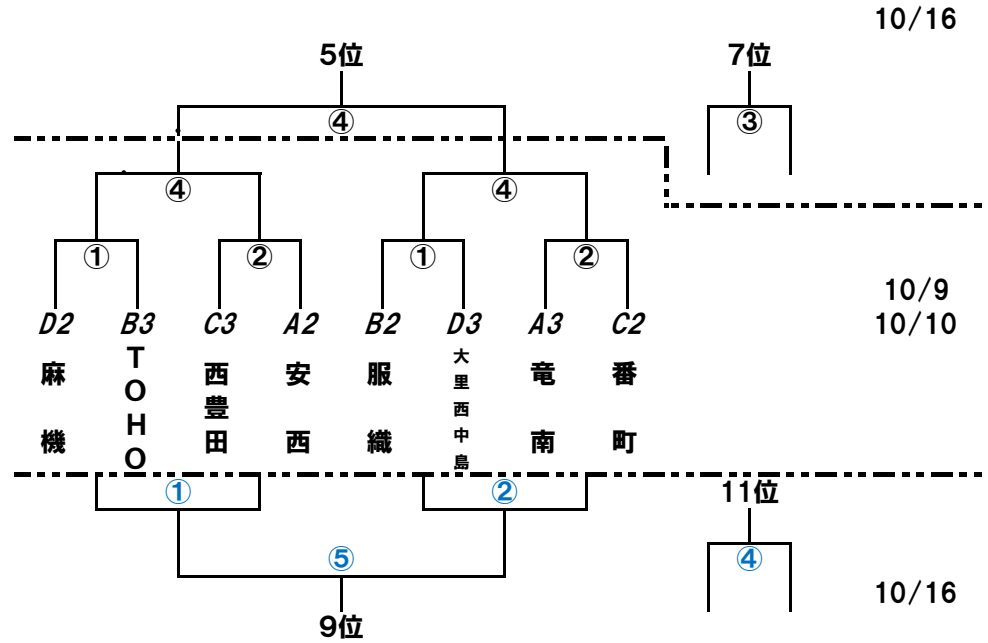 10/16
5位 7位
④ ③
④ ④
① ② ① ②
D2 B3 C3 A2 B2 D3 A3 C2
10/9
10/10
麻機 TOHO 西豊田 安西 服織 大里西中島 竜南 番町
① ② 11位
⑤ ④
10/16
9位